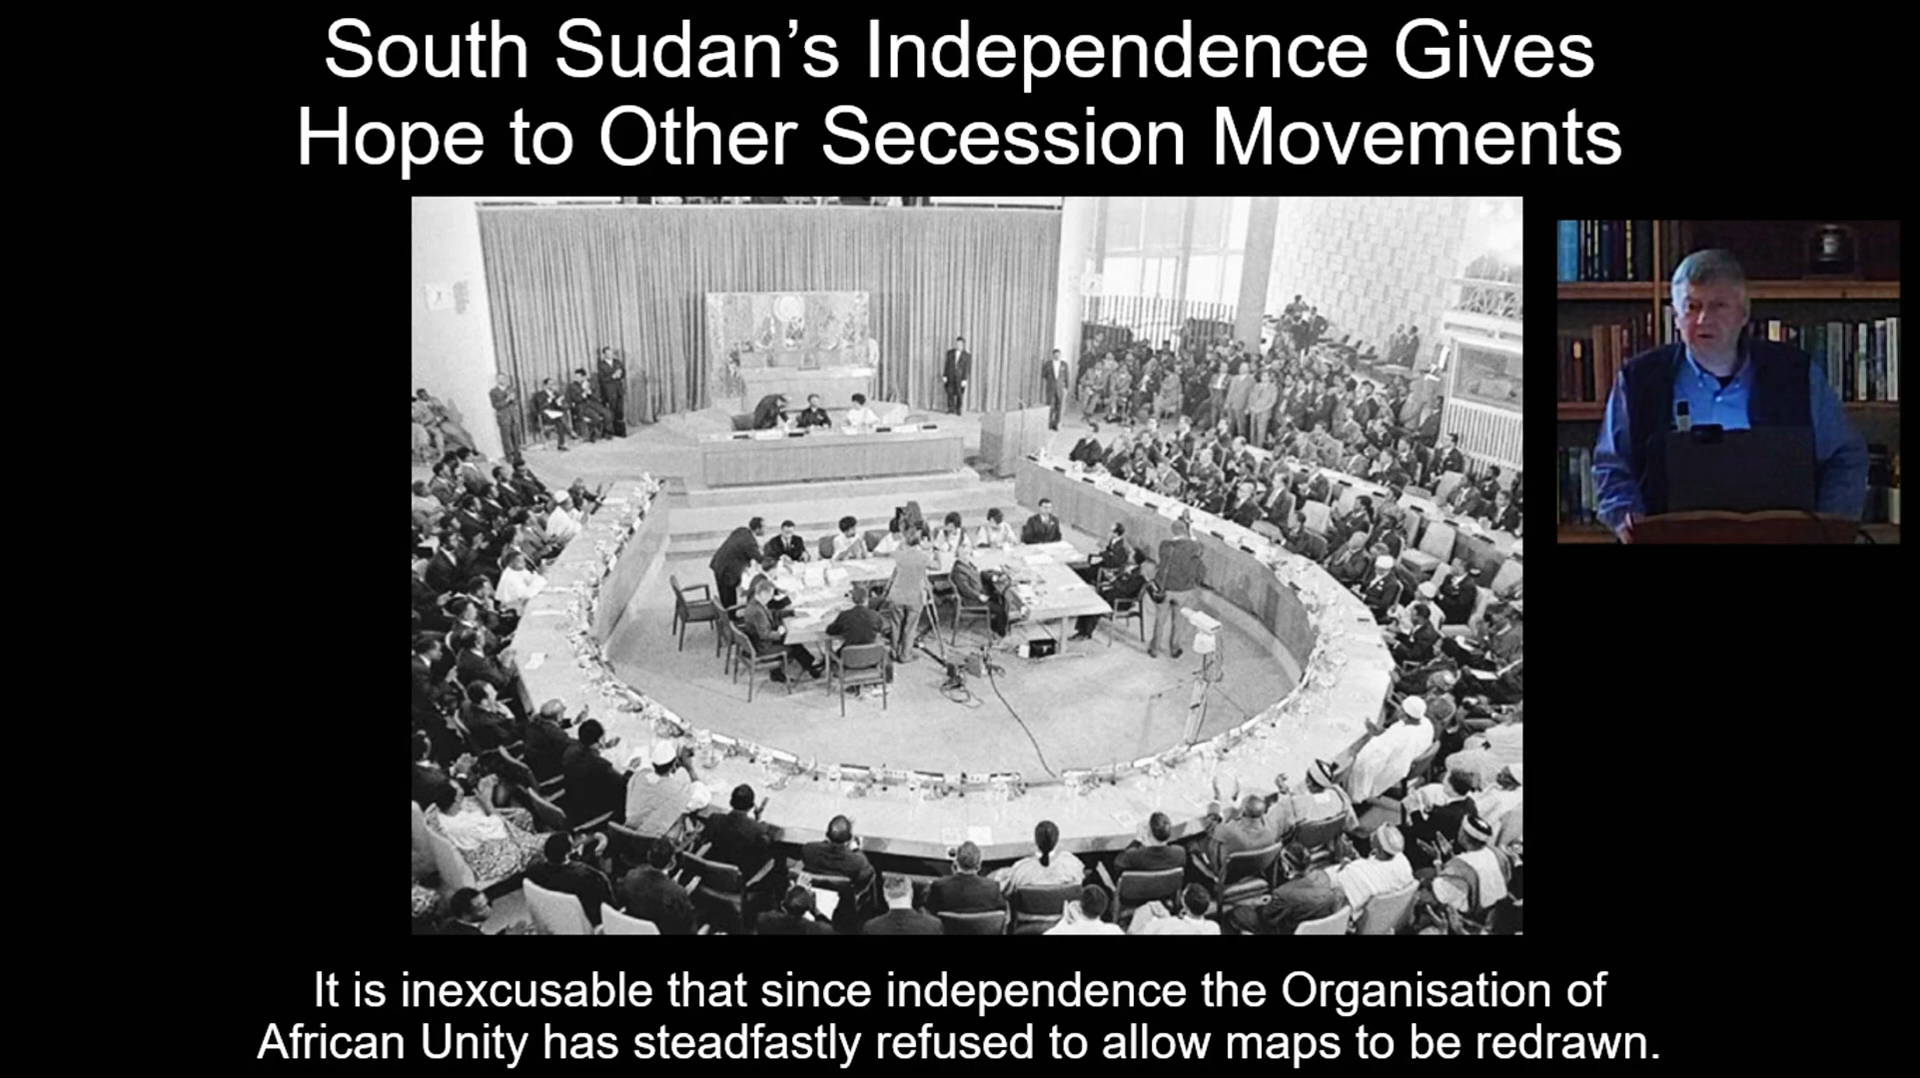 South Sudan’s Independence Gives
Hope to Other Secession Movements
It is inexcusable that since independence the Organisation of
African Unity has steadfastly refused to allow maps to be redrawn.